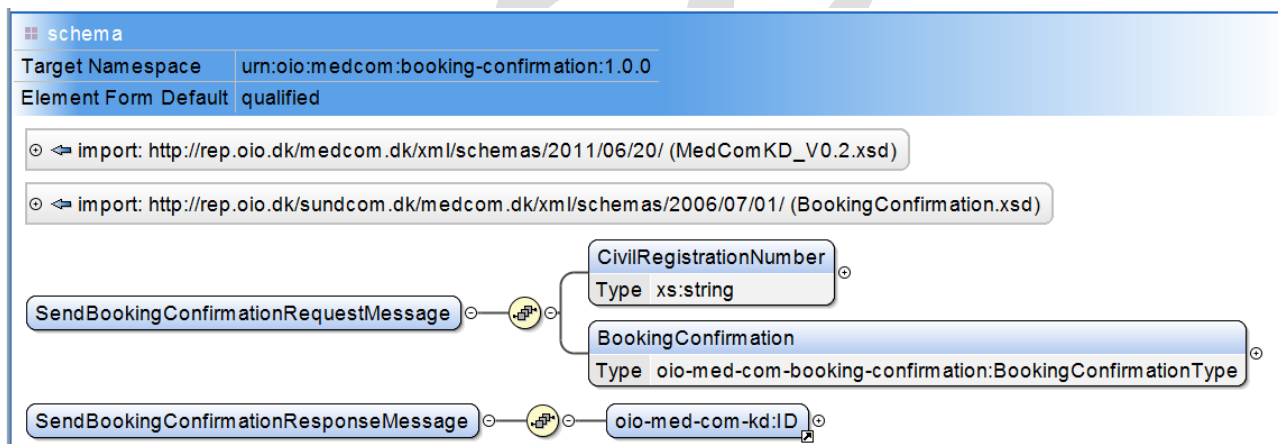 schema
Target Namespace urn:oio:medcom:booking-confirmation:1.0.0
Element Form Default qualified
import: http://rep.oio.dk/medcom.dk/xml/schemas/2011/06/20/ (MedComKD_V0.2.xsd)
import: http://rep.oio.dk/sundcom.dk/medcom.dk/xml/schemas/2006/07/01/ (BookingConfirmation.xsd)
CivilRegistrationNumber
Type xs:string
SendBookingConfirmationRequestMessage
BookingConfirmation
Type oio-med-com-booking-confirmation:BookingConfirmationType
SendBookingConfirmationResponseMessage
oio-med-com-kd:ID